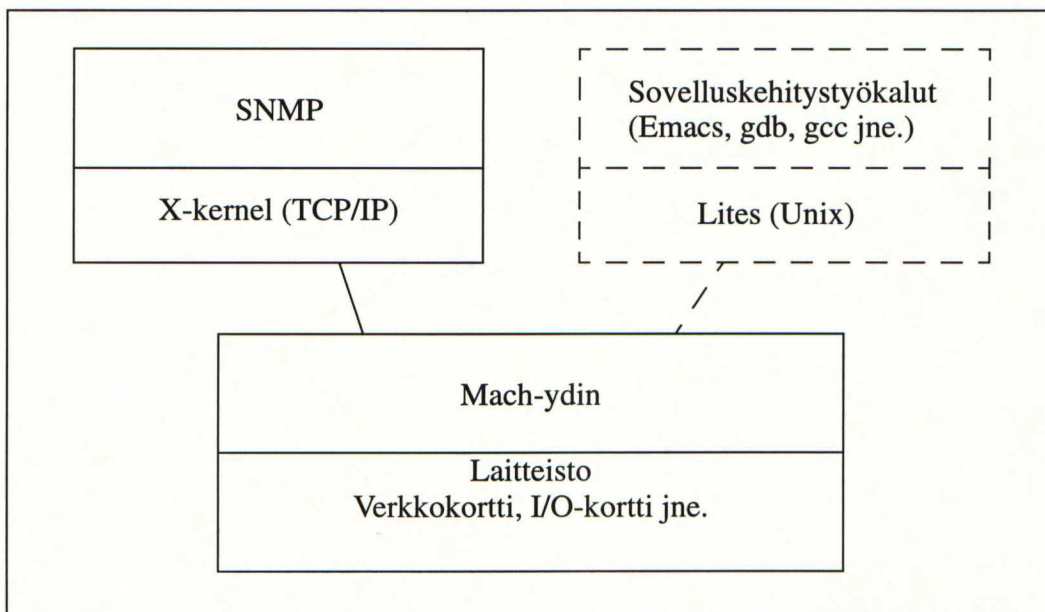 SNMP
X-kernel (TCP/IP)
Sovelluskehitystyökalut
(Emacs, gdb, gcc jne.)
Lites (Unix)
Mach-ydin
Laitteisto
Verkkokortti, I/O-kortti jne.